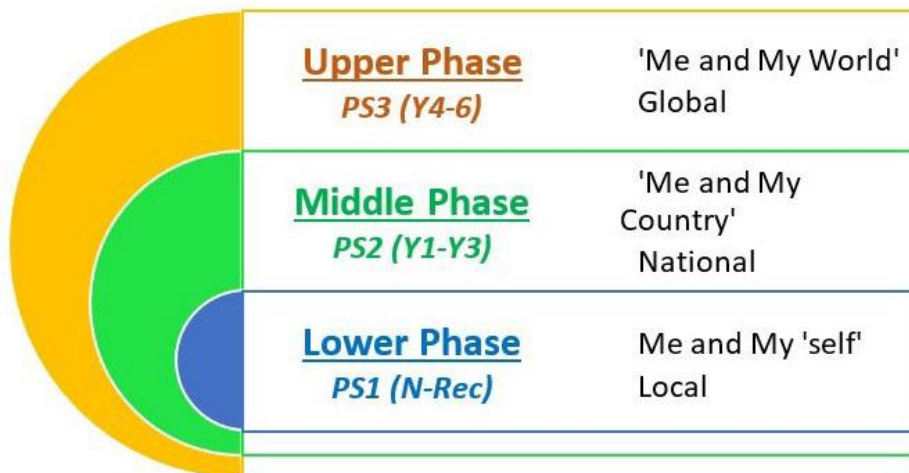 Upper Phase
PS3 (Y4-6)
'Me and My World'
Global
Middle Phase
PS2 (Y1-Y3)
'Me and My
Country'
National
Lower Phase
PS1 (N-Rec)
Me and My 'self'
Local